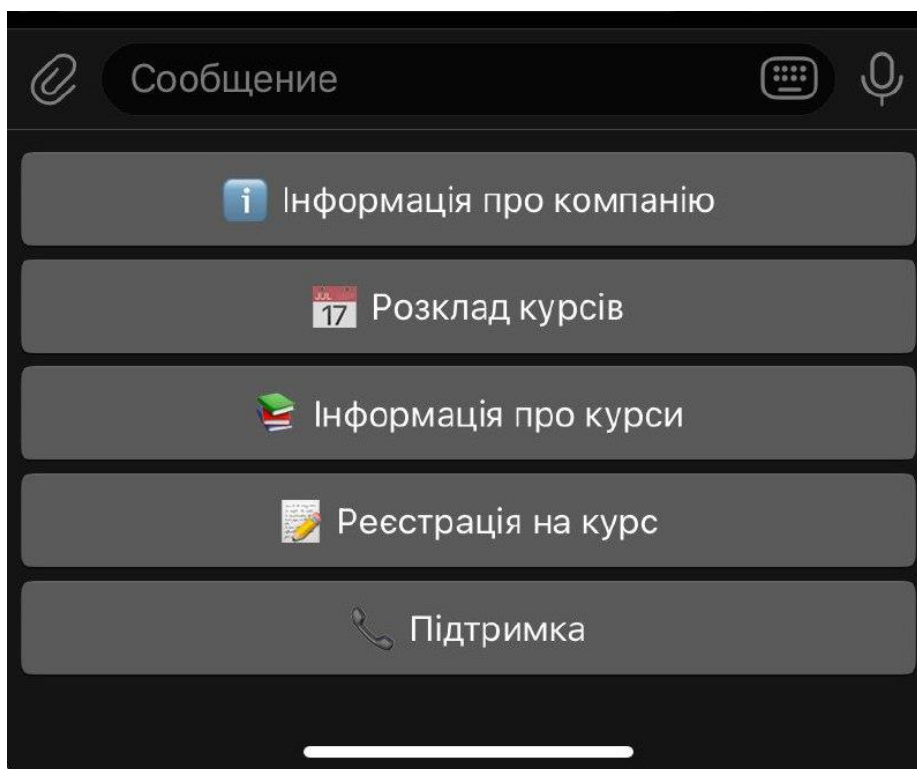 Сообщение
Інформація про компанію
JUL
17
Розклад курсів
Інформація про курси
Реєстрація на курс
Підтримка